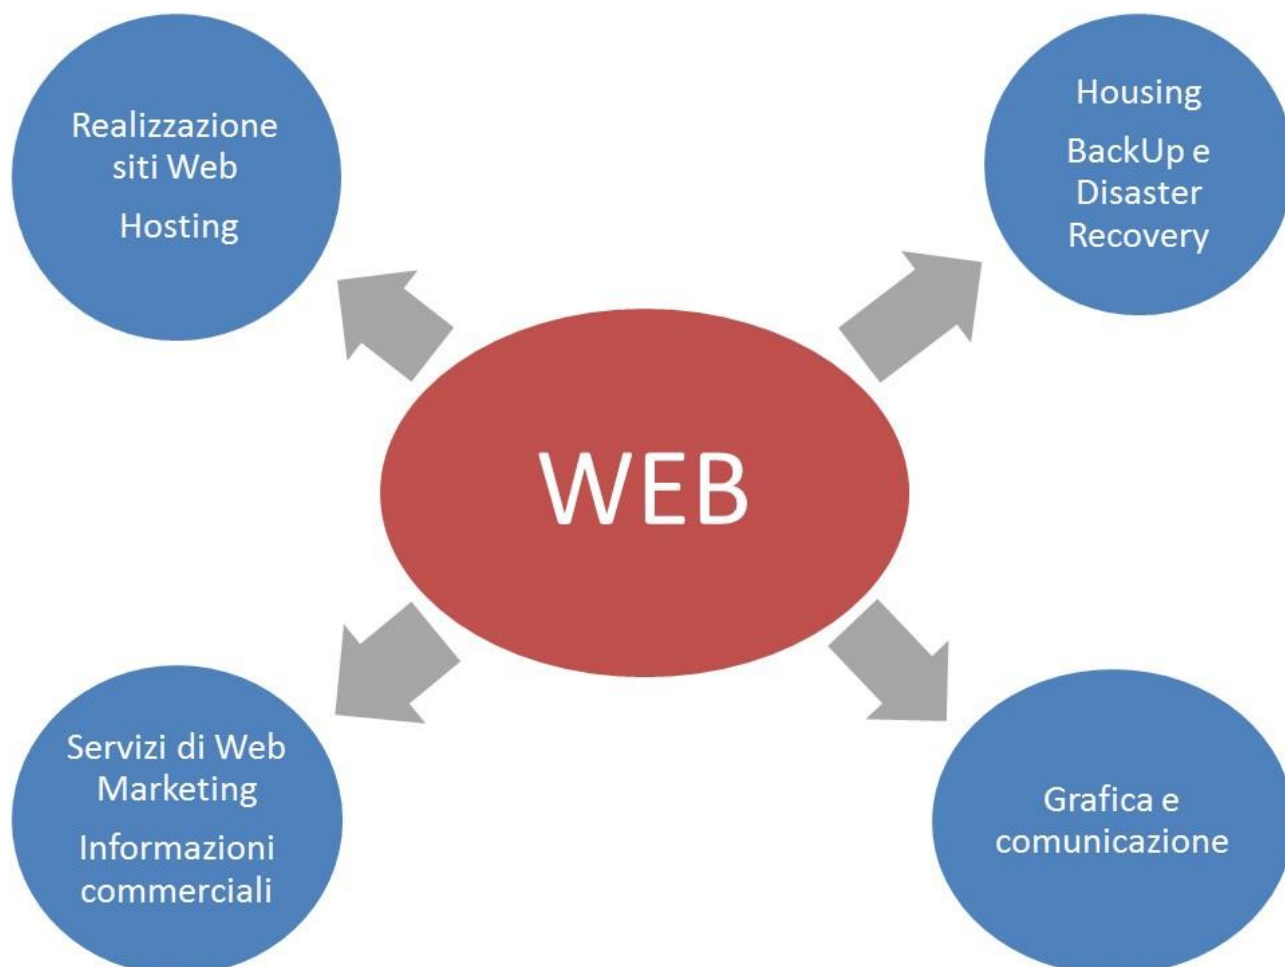 Realizzazione
siti Web
Hosting
Housing
BackUp e
Disaster
Recovery
WEB
Servizi di Web
Marketing
Informazioni
commerciali
Grafica e
comunicazione